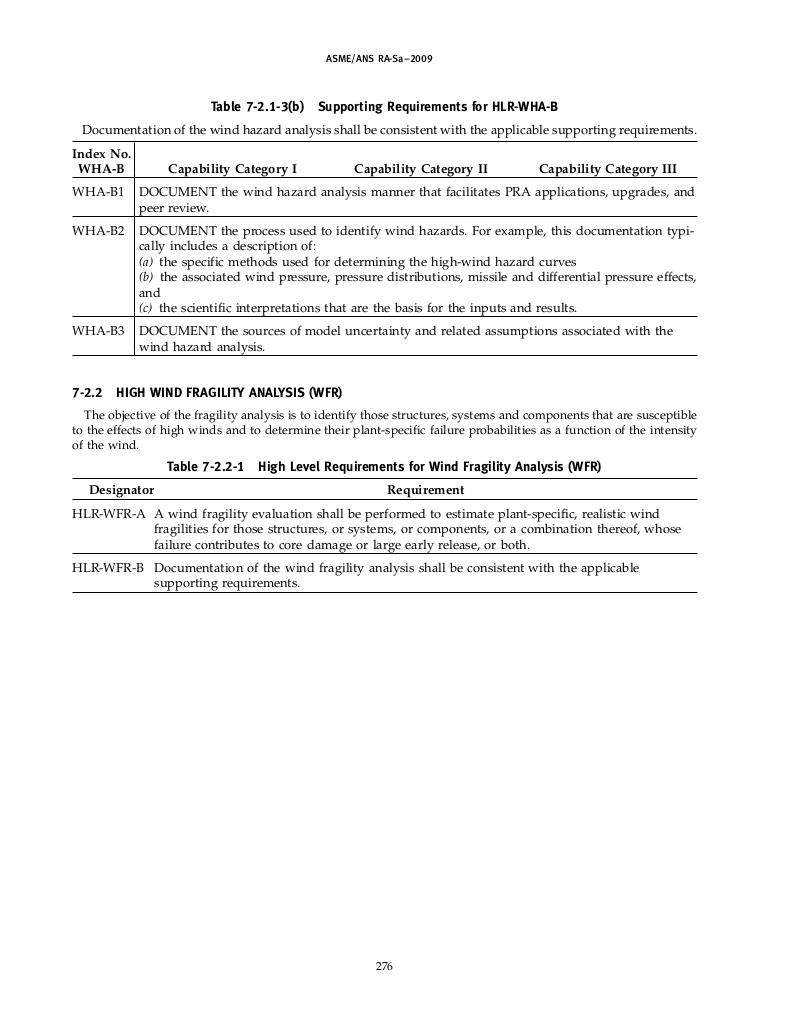 ASME/ANS RA-Sa–2009
Table 7-2.1-3(b) Supporting Requirements for HLR-WHA-B
Documentation of the wind hazard analysis shall be consistent with the applicable supporting requirements.
Index No.
WHA-B Capability Category I Capability Category II Capability Category III
WHA-B1 DOCUMENT the wind hazard analysis manner that facilitates PRA applications, upgrades, and
peer review.
WHA-B2 DOCUMENT the process used to identify wind hazards. For example, this documentation typi-
cally includes a description of:
(a) the specific methods used for determining the high-wind hazard curves
(b) the associated wind pressure, pressure distributions, missile and differential pressure effects,
and
(c) the scientific interpretations that are the basis for the inputs and results.
WHA-B3 DOCUMENT the sources of model uncertainty and related assumptions associated with the
wind hazard analysis.
7-2.2 HIGH WIND FRAGILITY ANALYSIS (WFR)
The objective of the fragility analysis is to identify those structures, systems and components that are susceptible
to the effects of high winds and to determine their plant-specific failure probabilities as a function of the intensity
of the wind.
Table 7-2.2-1 High Level Requirements for Wind Fragility Analysis (WFR)
Designator Requirement
HLR-WFR-A A wind fragility evaluation shall be performed to estimate plant-specific, realistic wind
fragilities for those structures, or systems, or components, or a combination thereof, whose
failure contributes to core damage or large early release, or both.
HLR-WFR-B Documentation of the wind fragility analysis shall be consistent with the applicable
supporting requirements.
276